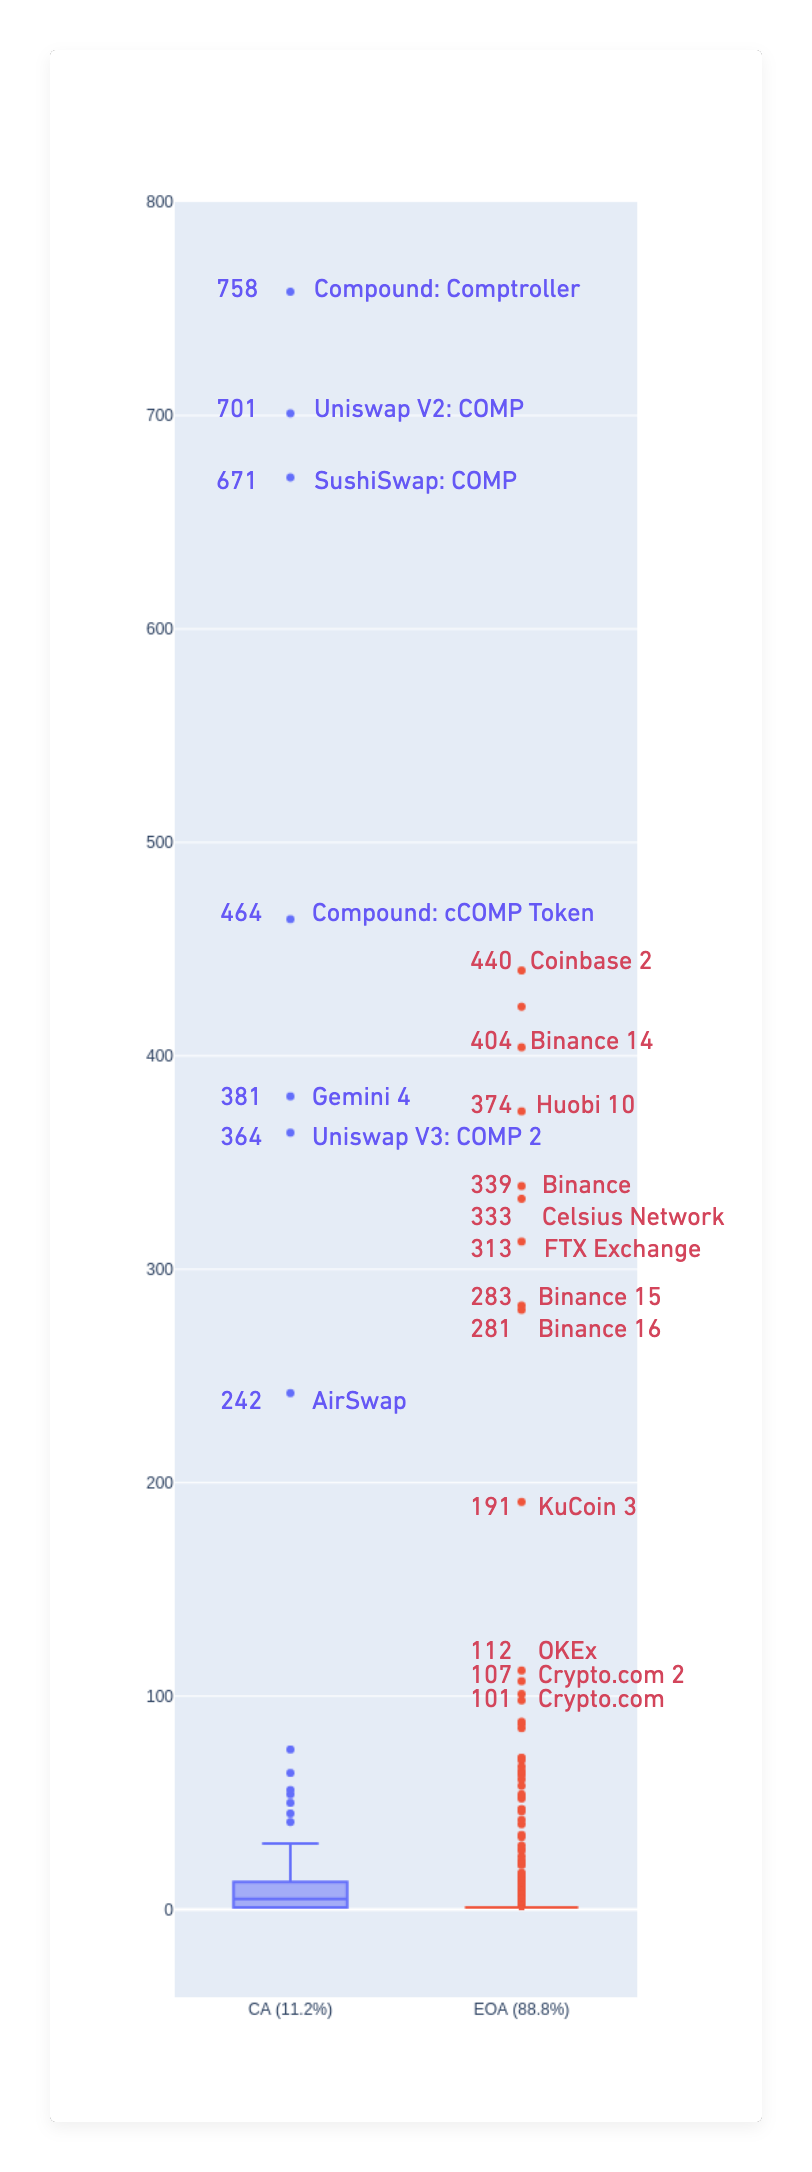 800
758 Compound: Comptroller
701 Uniswap V2: COMP
700
671 SushiSwap: COMP
600
500
464 Compound: cCOMP Token
440 Coinbase 2
404 Binance 14
400
381 Gemini 4
374 Huobi 10
364 Uniswap V3: COMP 2
339 Binance
333 Celsius Network
313 FTX Exchange
300
283 Binance 15
281 Binance 16
242 AirSwap
200
191 KuCoin 3
112 OKEx
107 Crypto.com 2
100
101 Crypto.com
0
CA (11.2%) EOA (88.8%)